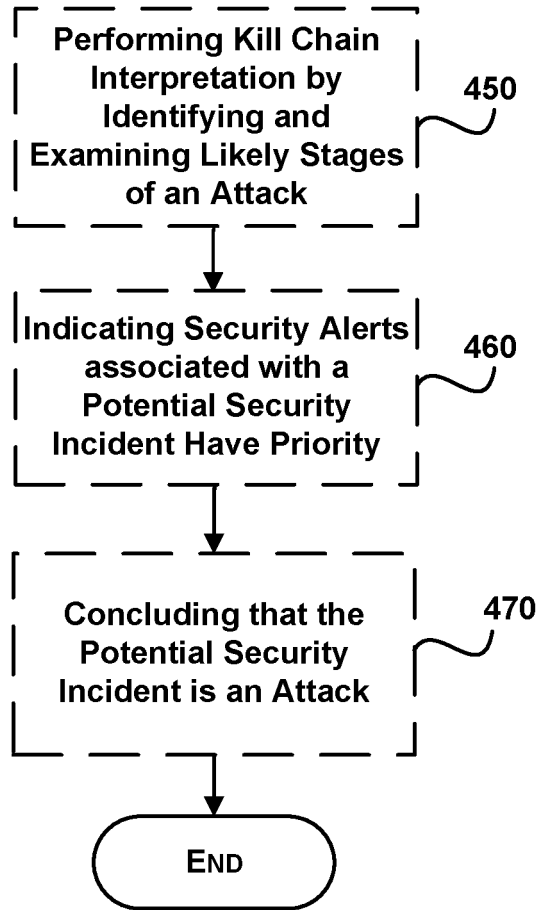 Performing Kill Chain
Interpretation by
Identifying and
Examining Likely Stages
of an Attack
450
Indicating Security Alerts
associated with a
Potential Security
Incident Have Priority
460
Concluding that the
Potential Security
Incident is an Attack
470
END